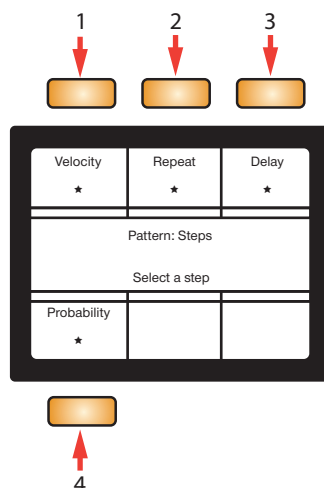 1 2 3
Velocity Repeat Delay
★ ★ ★
Pattern: Steps
Select a step
Probability
★
4